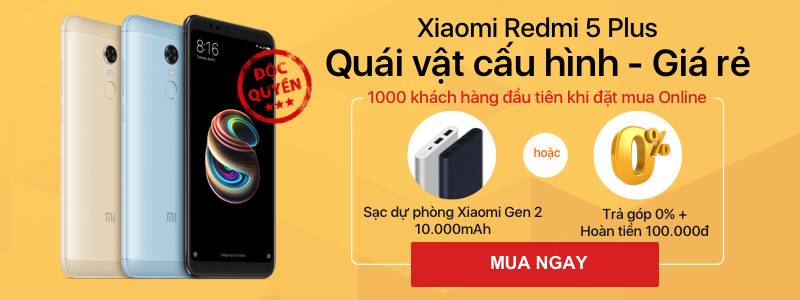 Xiaomi Redmi 5 Plus
Quái vật cấu hình - Giá rẻ
ĐỘC
QUYỀN
8:16
1000 khách hàng đầu tiên khi đặt mua Online
hoặc
0%
Sạc dự phòng Xiaomi Gen 2
10.000mAh
Trả góp 0% +
Hoàn tiền 100.000đ
MUA NGAY
mi
mi